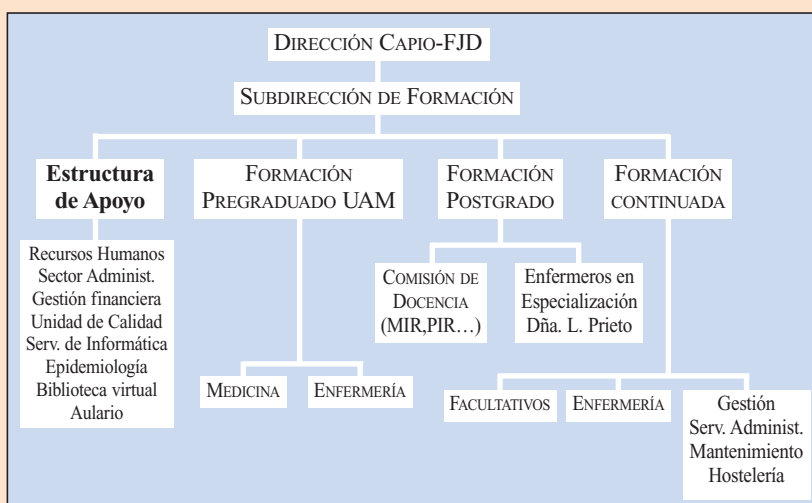 DIRECCIÓN CAPIO-FJD
SUBDIRECCIÓN DE FORMACIÓN
Estructura
de Apoyo
Recursos Humanos
Sector Administ.
Gestión financiera
Unidad de Calidad
Serv. de Informática
Epidemiología
Biblioteca virtual
Aulario
FORMACIÓN
PREGRADUADO UAM
MEDICINA
ENFERMERÍA
FORMACIÓN
POSTGRADO
COMISIÓN DE
DOCENCIA
(MIR,PIR…)
Enfermeros en
Especialización
Dña. L. Prieto
FORMACIÓN
CONTINUADA
FACULTATIVOS
ENFERMERÍA
Gestión
Serv. Administ.
Mantenimiento
Hostelería